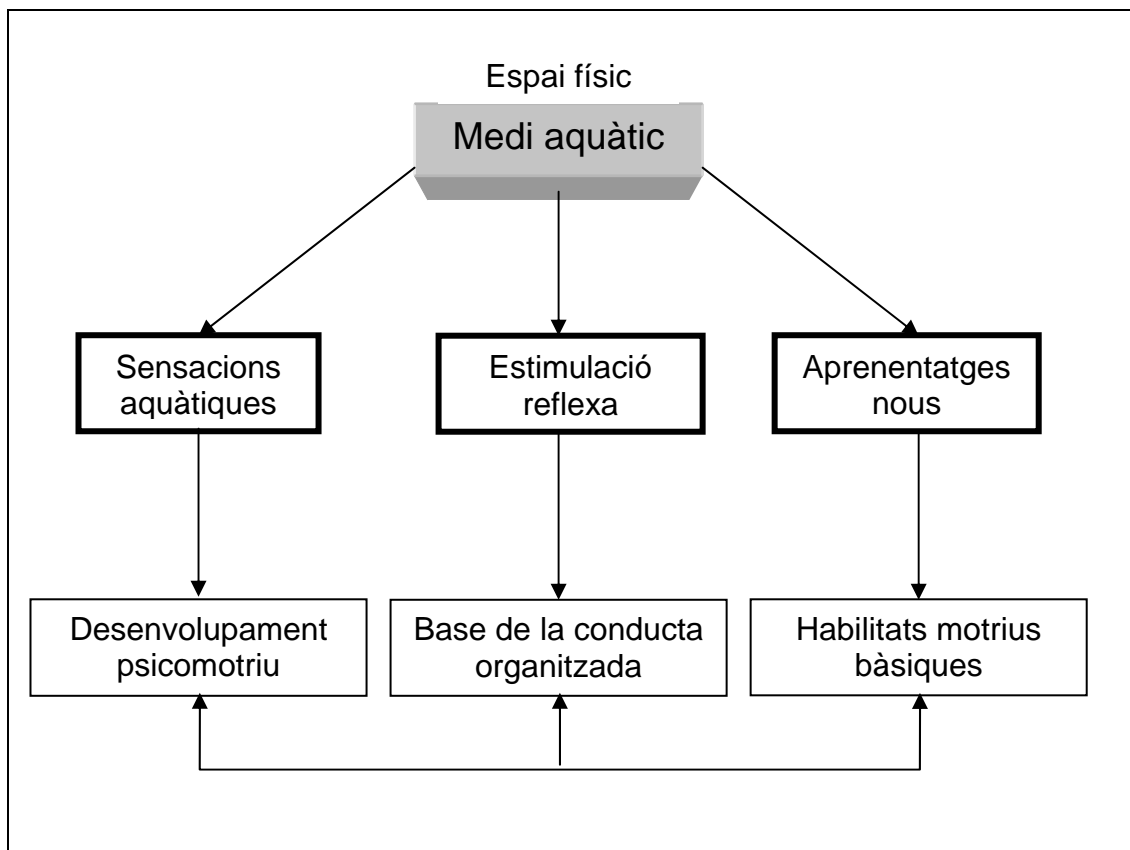 Espai físic
Medi aquàtic
Sensacions
aquàtiques
Estimulació
reflexa
Aprenentatges
nous
Desenvolupament
psicomotriu
Base de la conducta
organitzada
Habilitats motrius
bàsiques